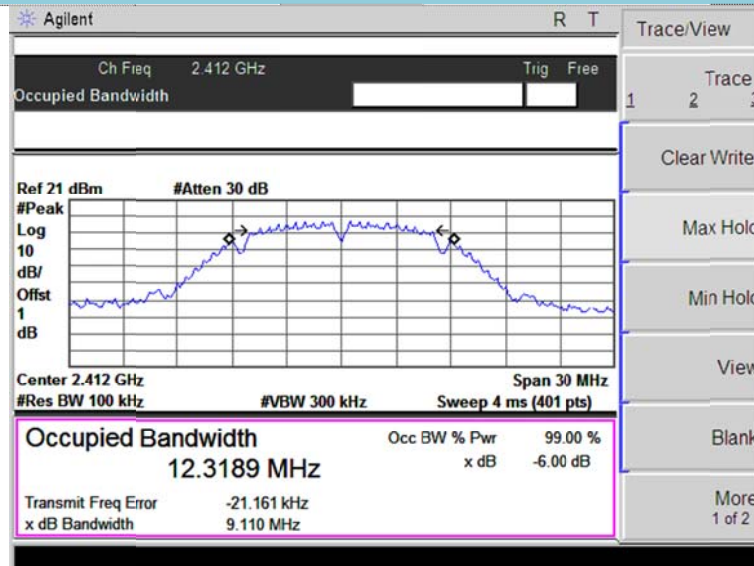 Agilent
R T
Ch Freq 2.412 GHz
Trig Free
Occupied Bandwidth
Ref 21 dBm
#Atten 30 dB
#Peak
Log
10
dB/
Offst
1
dB
Center 2.412 GHz
Span 30 MHz
#Res BW 100 kHz
#VBW 300 kHz
Sweep 4 ms (401 pts)
Occupied Bandwidth
12.3189 MHz
Occ BW % Pwr 99.00 %
x dB -6.00 dB
Transmit Freq Error -21.161 kHz
x dB Bandwidth 9.110 MHz
Trace/View
Trace
1 2
Clear Write
Max Hold
Min Hold
View
Blank
More
1 of 2